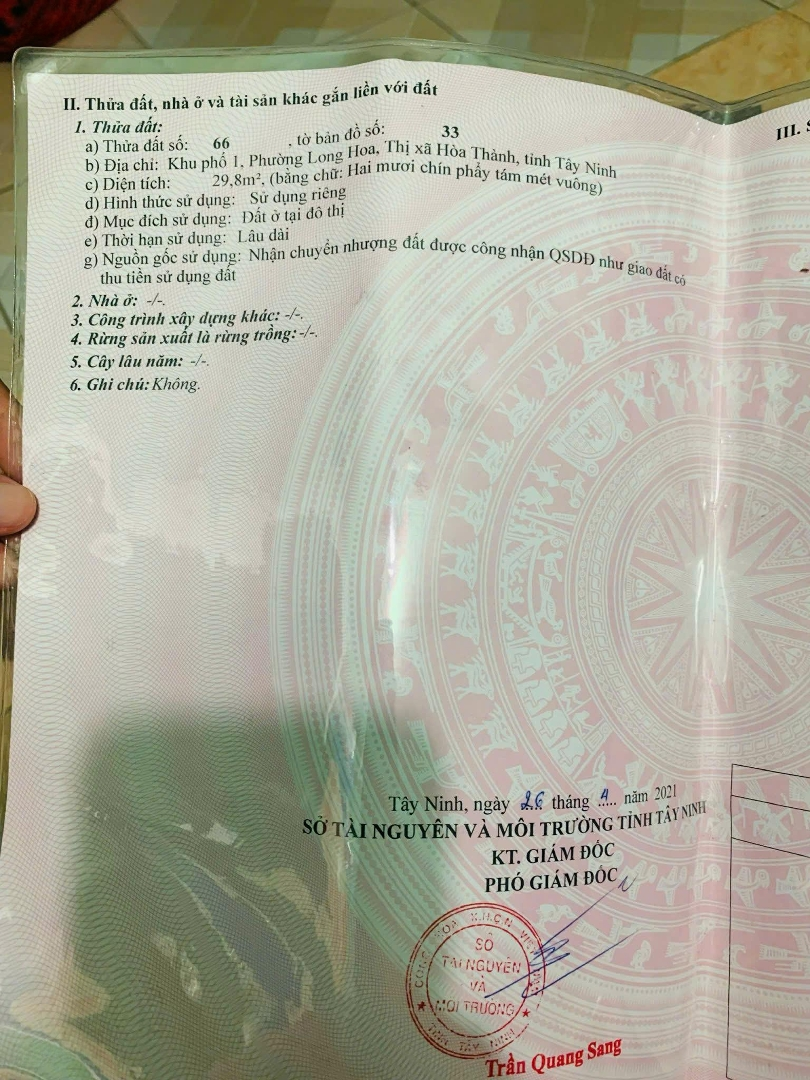 II. Thửa đất, nhà ở và tài sản khác gắn liền với đất
1. Thửa đất:
a) Thửa đất số: 66 , tờ bản đồ số: 33
b) Địa chỉ: Khu phố 1, Phường Long Hoa, Thị xã Hòa Thành, tỉnh Tây Ninh
c) Diện tích: 29,8m², (bằng chữ: Hai mươi chín phẩy tám mét vuông)
d) Hình thức sử dụng: Sử dụng riêng
đ) Mục đích sử dụng: Đất ở tại đô thị
e) Thời hạn sử dụng: Lâu dài
g) Nguồn gốc sử dụng: Nhận chuyển nhượng đất được công nhận QSDĐ như giao đất có
thu tiền sử dụng đất
2. Nhà ở: -/-.
3. Công trình xây dựng khác: -/-.
4. Rừng sản xuất là rừng trồng: -/-.
5. Cây lâu năm: -/-.
6. Ghi chú: Không.
III. S
Tây Ninh, ngày 26 tháng 4 năm 2021
SỞ TÀI NGUYÊN VÀ MÔI TRƯỜNG TỈNH TÂY NINH
KT. GIÁM ĐỐC
PHÓ GIÁM ĐỐC
SỞ
TÀI NGUYÊN
VÀ
MÔI TRƯỜNG
TỈNH TÂY NINH
Trần Quang Sang